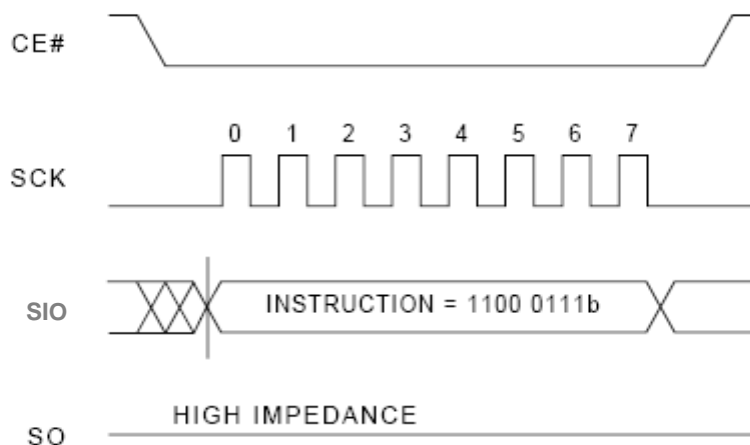 CE#
0 1 2 3 4 5 6 7
SCK
SIO INSTRUCTION = 1100 0111b
HIGH IMPEDANCE
SO